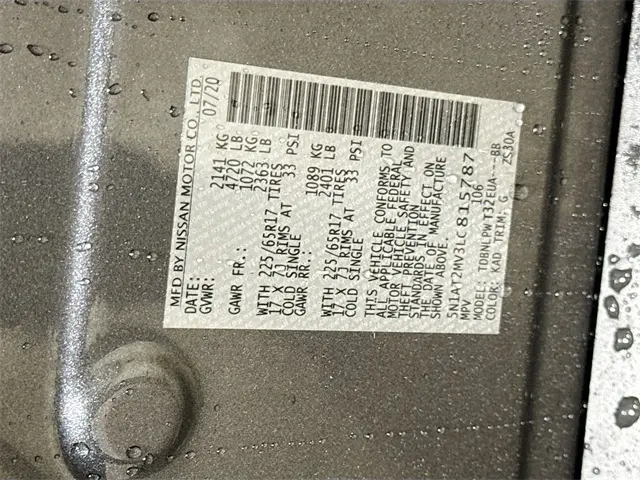 MFD BY NISSAN MOTOR CO., LTD.
DATE: 07/20
GVWR: 2141 KG
4720 LB
GAWR FR.: 1072 KG
2363 LB
WITH 225/65R17 TIRES
17 X 7J RIMS AT 33 PSI
COLD SINGLE
GAWR RR.: 1089 KG
2401 LB
WITH 225/65R17 TIRES
17 X 7J RIMS AT 33 PSI
COLD SINGLE
THIS VEHICLE CONFORMS TO
ALL APPLICABLE FEDERAL
MOTOR VEHICLE SAFETY AND
THEFT PREVENTION
STANDARDS IN EFFECT ON
THE DATE OF MANUFACTURE
SHOWN ABOVE.
5N1AT2MV3LC815787
MPV 106
MODEL: TDBNLPWT32EUA---BB
COLOR: KAD TRIM: G 2S30A